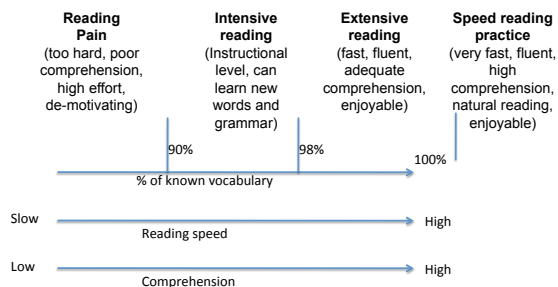 Reading
Pain
(too hard, poor
comprehension,
high effort,
de-motivating)
Intensive
reading
(Instructional
level, can
learn new
words and
grammar)
Extensive
reading
(fast, fluent,
adequate
comprehension,
enjoyable)
Speed reading
practice
(very fast, fluent,
high
comprehension,
natural reading,
enjoyable)
90%
98%
100%
% of known vocabulary
Slow
High
Reading speed
Low
High
Comprehension